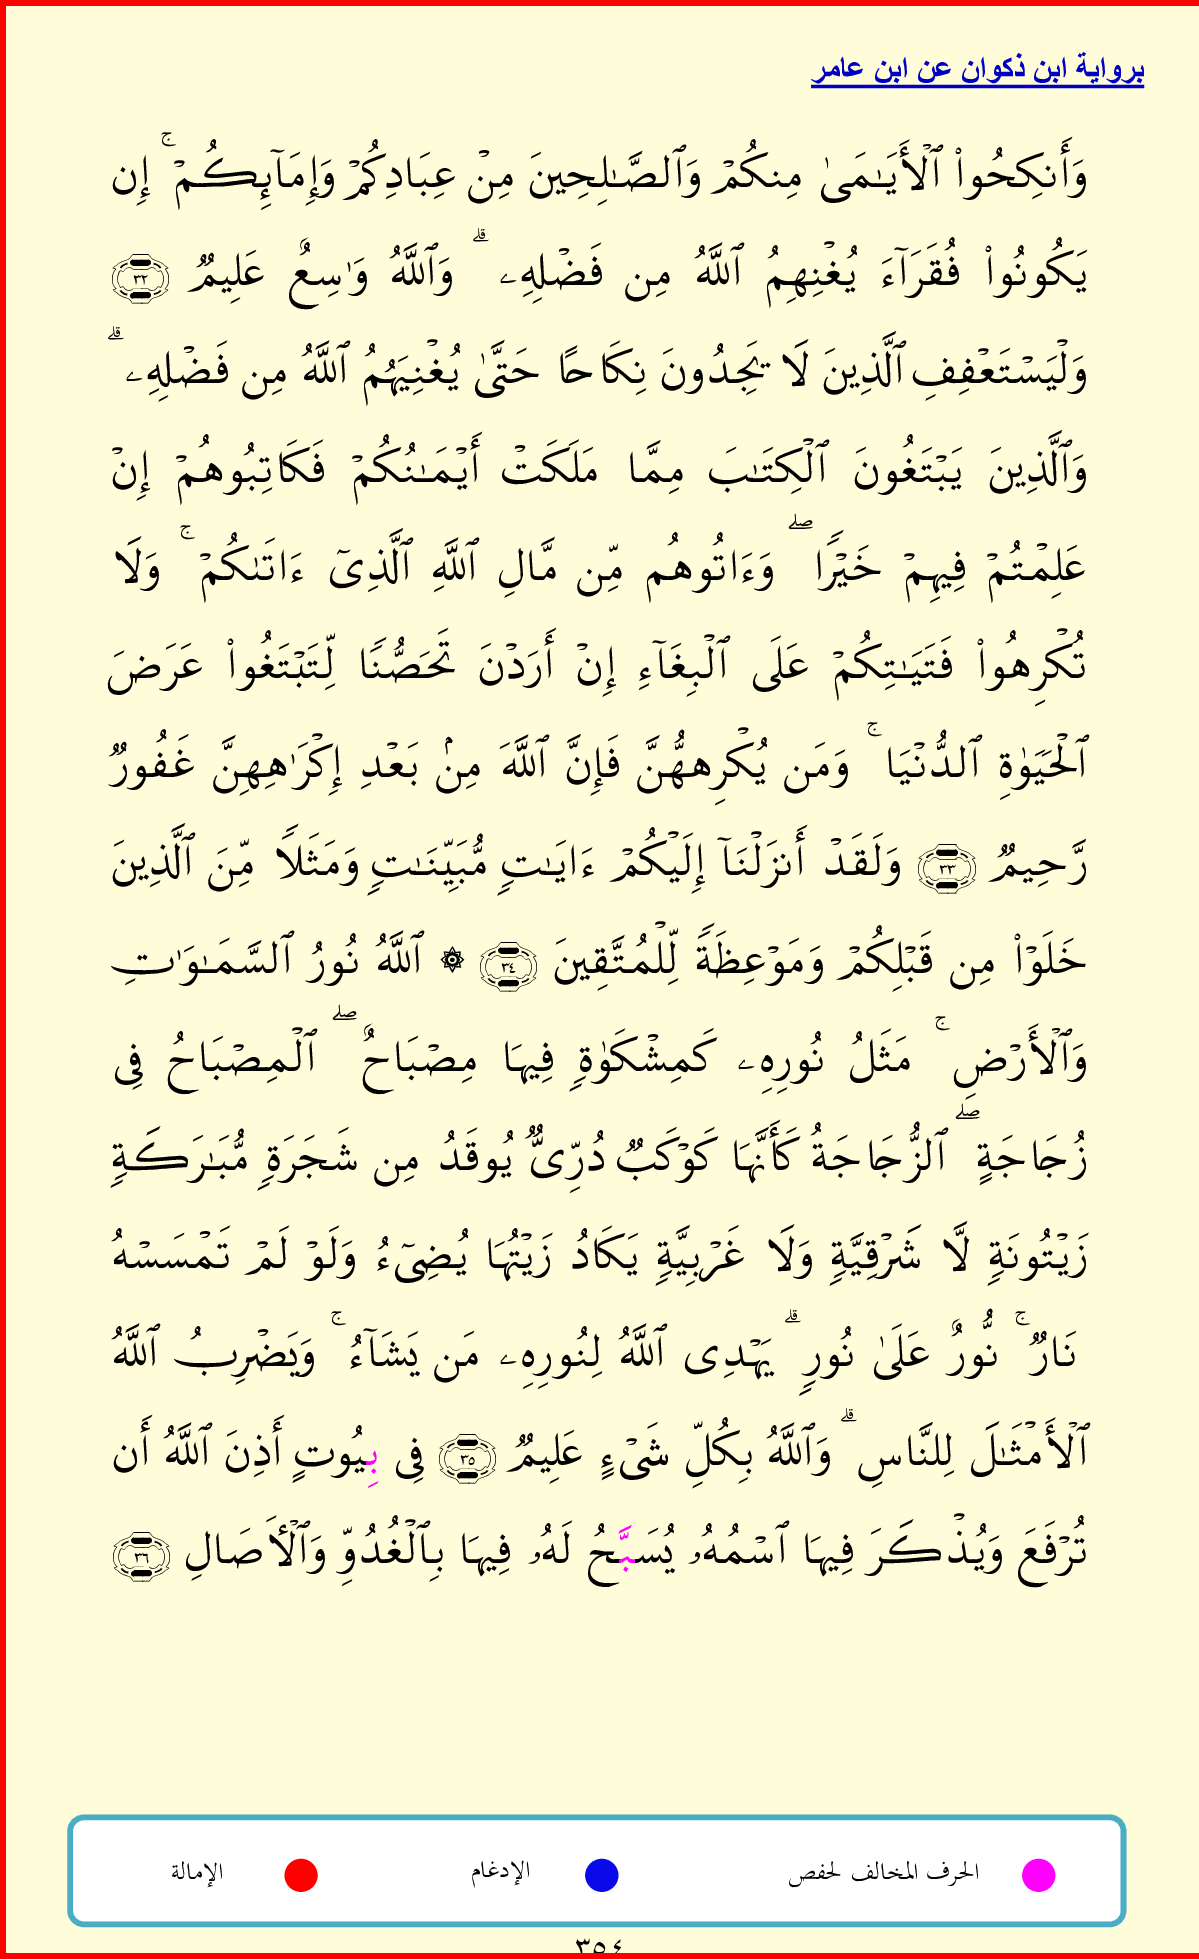 برواية ابن ذكوان عن ابن عامر
وَأَنكِحُوا۟ ٱلْأَيَـٰمَىٰ مِنكُمْ وَٱلصَّـٰلِحِينَ مِنْ عِبَادِكُمْ وَإِمَآئِكُمْ ۚ إِن
يَكُونُوا۟ فُقَرَآءَ يُغْنِهِمُ ٱللَّهُ مِن فَضْلِهِۦ ۗ وَٱللَّهُ وَٰسِعٌ عَلِيمٌ ٣٢
وَلْيَسْتَعْفِفِ ٱلَّذِينَ لَا يَجِدُونَ نِكَاحًا حَتَّىٰ يُغْنِيَهُمُ ٱللَّهُ مِن فَضْلِهِۦ ۗ
وَٱلَّذِينَ يَبْتَغُونَ ٱلْكِتَـٰبَ مِمَّا مَلَكَتْ أَيْمَـٰنُكُمْ فَكَاتِبُوهُمْ إِنْ
عَلِمْتُمْ فِيهِمْ خَيْرًا ۖ وَءَاتُوهُم مِّن مَّالِ ٱللَّهِ ٱلَّذِىٓ ءَاتَىٰكُمْ ۚ وَلَا
تُكْرِهُوا۟ فَتَيَـٰتِكُمْ عَلَى ٱلْبِغَآءِ إِنْ أَرَدْنَ تَحَصُّنًا لِّتَبْتَغُوا۟ عَرَضَ
ٱلْحَيَوٰةِ ٱلدُّنْيَا ۚ وَمَن يُكْرِههُّنَّ فَإِنَّ ٱللَّهَ مِنۢ بَعْدِ إِكْرَٰهِهِنَّ غَفُورٌ
رَّحِيمٌ ٣٣ وَلَقَدْ أَنزَلْنَآ إِلَيْكُمْ ءَايَـٰتٍ مُّبَيِّنَـٰتٍ وَمَثَلًا مِّنَ ٱلَّذِينَ
خَلَوْا۟ مِن قَبْلِكُمْ وَمَوْعِظَةً لِّلْمُتَّقِينَ ٣٤ ۞ ٱللَّهُ نُورُ ٱلسَّمَـٰوَٰتِ
وَٱلْأَرْضِ ۚ مَثَلُ نُورِهِۦ كَمِشْكَوٰةٍ فِيهَا مِصْبَاحٌ ۖ ٱلْمِصْبَاحُ فِى
زُجَاجَةٍ ۖ ٱلزُّجَاجَةُ كَأَنَّهَا كَوْكَبٌ دُرِّىٌّ يُوقَدُ مِن شَجَرَةٍ مُّبَـٰرَكَةٍ
زَيْتُونَةٍ لَّا شَرْقِيَّةٍ وَلَا غَرْبِيَّةٍ يَكَادُ زَيْتُهَا يُضِىٓءُ وَلَوْ لَمْ تَمْسَسْهُ
نَارٌ ۚ نُّورٌ عَلَىٰ نُورٍ ۗ يَهْدِى ٱللَّهُ لِنُورِهِۦ مَن يَشَآءُ ۚ وَيَضْرِبُ ٱللَّهُ
ٱلْأَمْثَـٰلَ لِلنَّاسِ ۗ وَٱللَّهُ بِكُلِّ شَىْءٍ عَلِيمٌ ٣٥ فِى بِيُوتٍ أَذِنَ ٱللَّهُ أَن
تُرْفَعَ وَيُذْكَرَ فِيهَا ٱسْمُهُۥ يُسَبَّحُ لَهُۥ فِيهَا بِٱلْغُدُوِّ وَٱلْأَصَالِ ٣٦
الحرف المخالف لحفص الإدغام الإمالة
٣٥٤